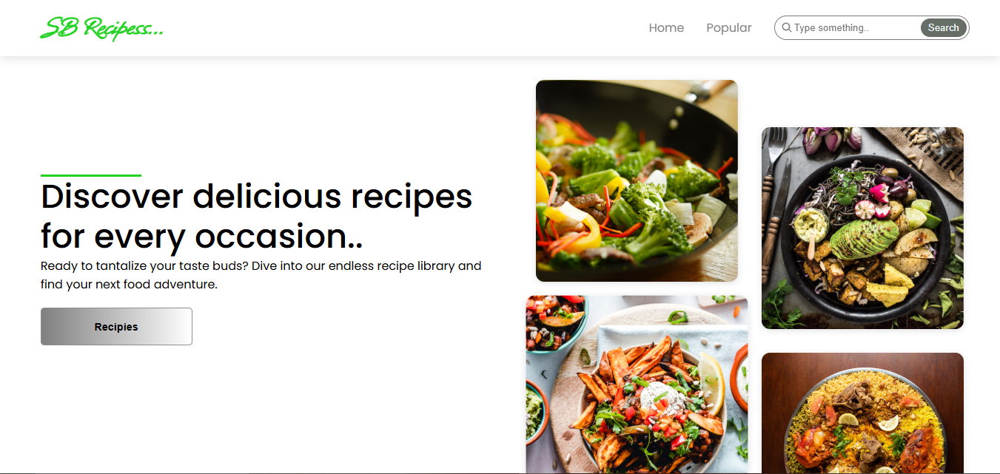 SB Recipess...
Home
Popular
Type something..
Search
Discover delicious recipes
for every occasion..
Ready to tantalize your taste buds? Dive into our endless recipe library and
find your next food adventure.
Recipies